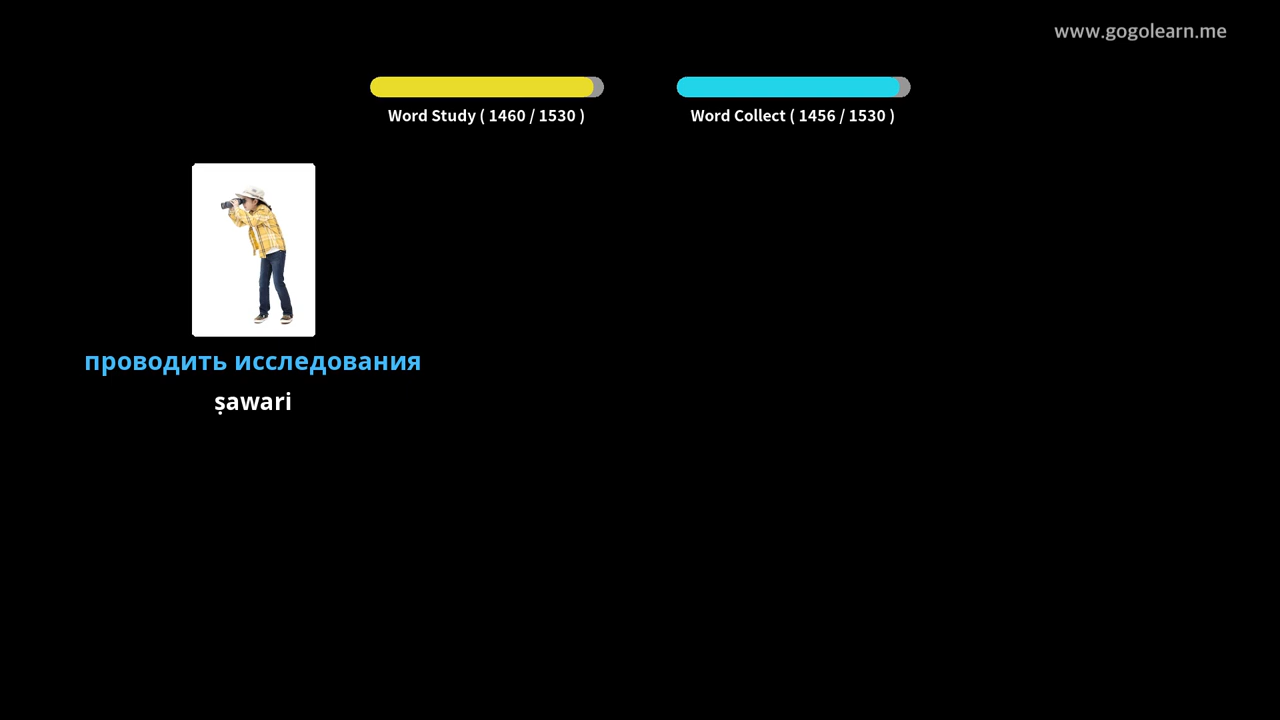 www.gogolearn.me
Word Study ( 1460 / 1530 )
Word Collect ( 1456 / 1530 )
проводить исследования
ṣawari